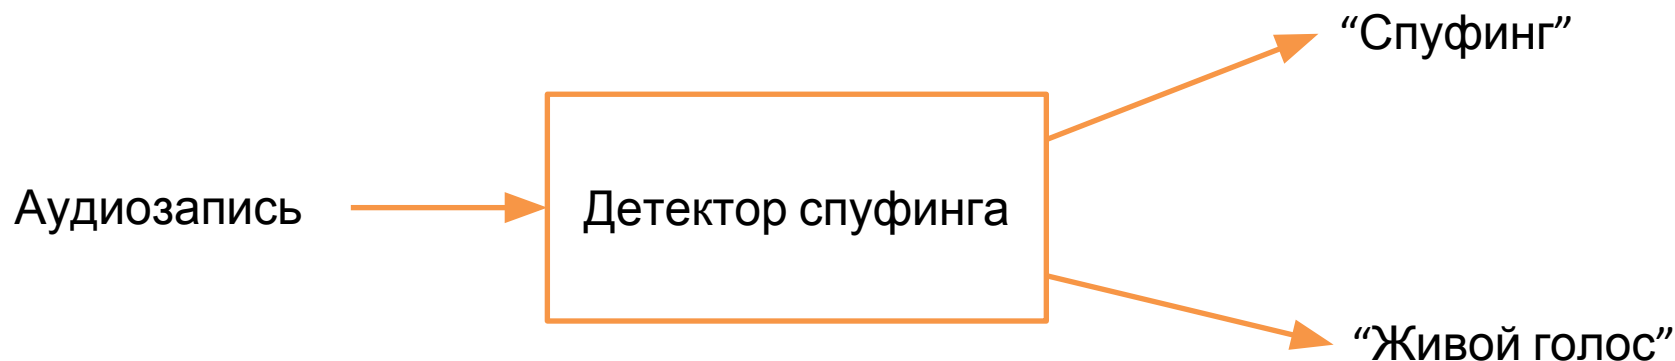 “Спуфинг”
Аудиозапись
Детектор спуфинга
“Живой голос”